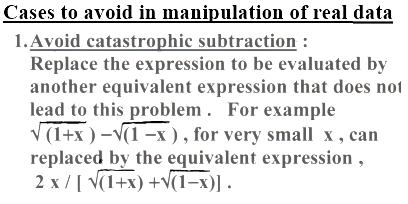 Cases to avoid in manipulation of real data
1. Avoid catastrophic subtraction :
Replace the expression to be evaluated by
another equivalent expression that does not
lead to this problem . For example
√(1+x ) –√(1 –x ) , for very small x , can
replaced by the equivalent expression ,
2 x / [ √(1+x) +√(1–x)] .